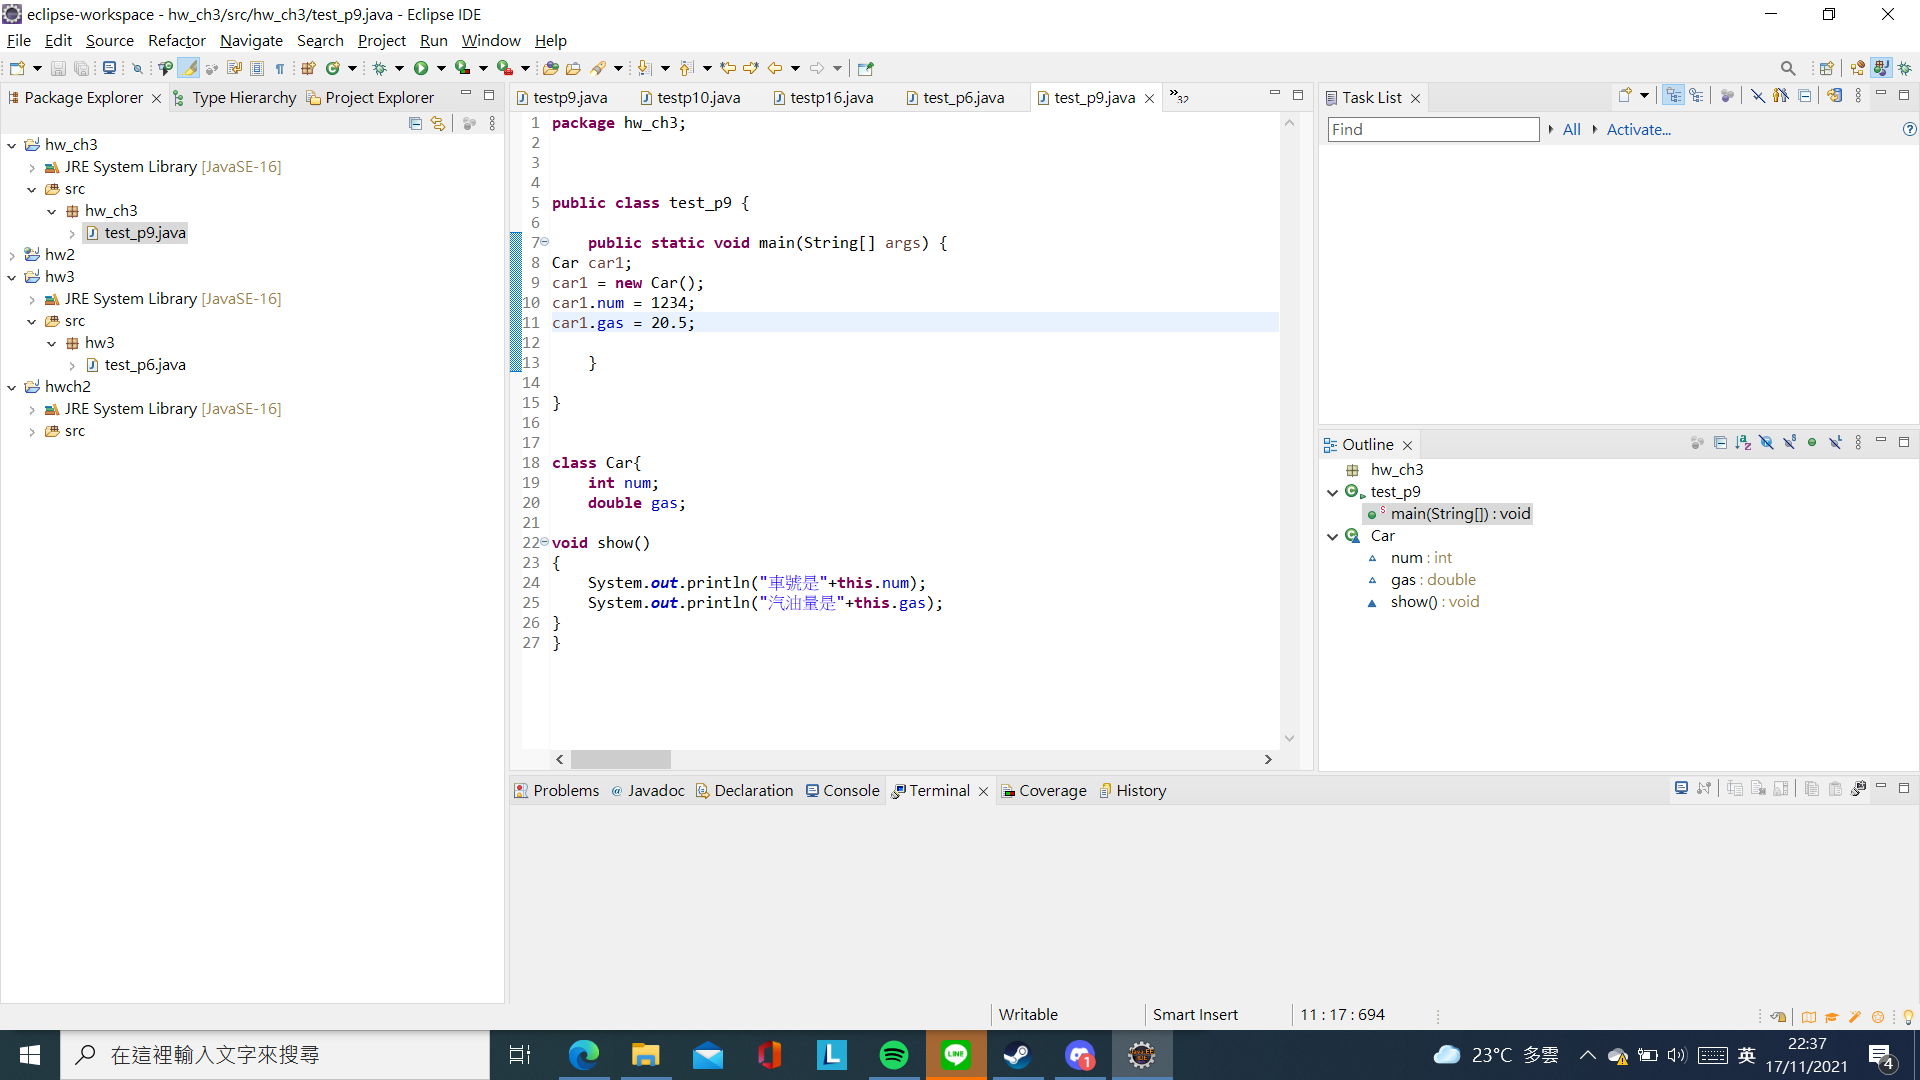 eclipse-workspace - hw_ch3/src/hw_ch3/test_p9.java - Eclipse IDE
File Edit Source Refactor Navigate Search Project Run Window Help
Package Explorer Type Hierarchy Project Explorer
hw_ch3
JRE System Library [JavaSE-16]
src
hw_ch3
test_p9.java
hw2
hw3
JRE System Library [JavaSE-16]
src
hw3
test_p6.java
hwch2
JRE System Library [JavaSE-16]
src
testp9.java testp10.java testp16.java test_p6.java test_p9.java »32
1 package hw_ch3;
2
3
4
5 public class test_p9 {
6
7 public static void main(String[] args) {
8 Car car1;
9 car1 = new Car();
10 car1.num = 1234;
11 car1.gas = 20.5;
12
13 }
14
15 }
16
17
18 class Car{
19 int num;
20 double gas;
21
22 void show()
23 {
24 System.out.println("車號是"+this.num);
25 System.out.println("汽油量是"+this.gas);
26 }
27 }
Task List
Find All Activate...
Outline
hw_ch3
test_p9
main(String[]) : void
Car
num : int
gas : double
show() : void
Problems @ Javadoc Declaration Console Terminal Coverage History
Writable Smart Insert 11 : 17 : 694
在這裡輸入文字來搜尋
L
LINE
1
23°C 多雲
英
22:37
17/11/2021
4